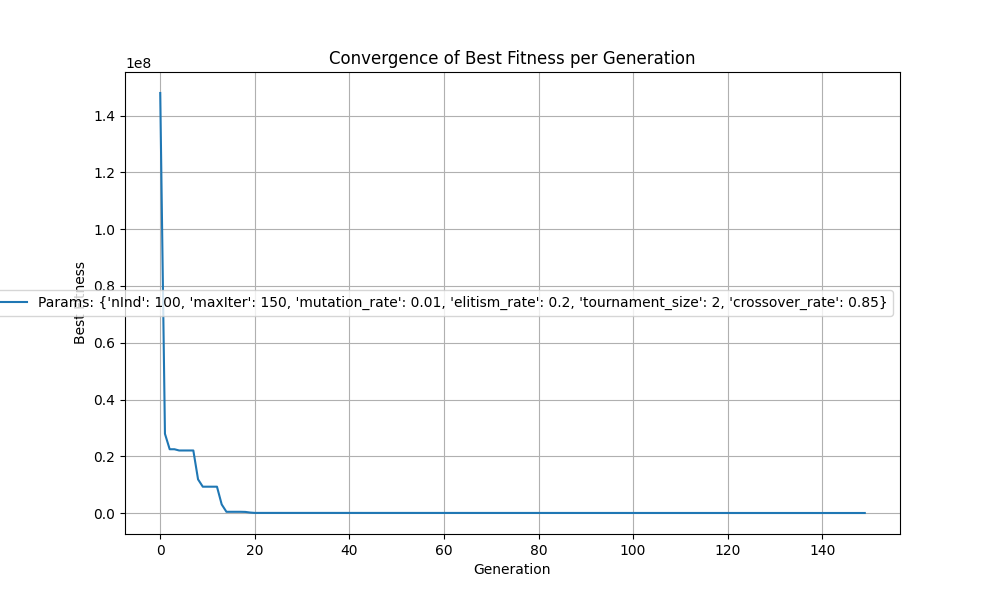 Convergence of Best Fitness per Generation
1e8
1.4
1.2
1.0
0.8
0.6
0.4
0.2
0.0
Best
Params: {'nInd': 100, 'maxIter': 150, 'mutation_rate': 0.01, 'elitism_rate': 0.2, 'tournament_size': 2, 'crossover_rate': 0.85}
0 20 40 60 80 100 120 140
Generation